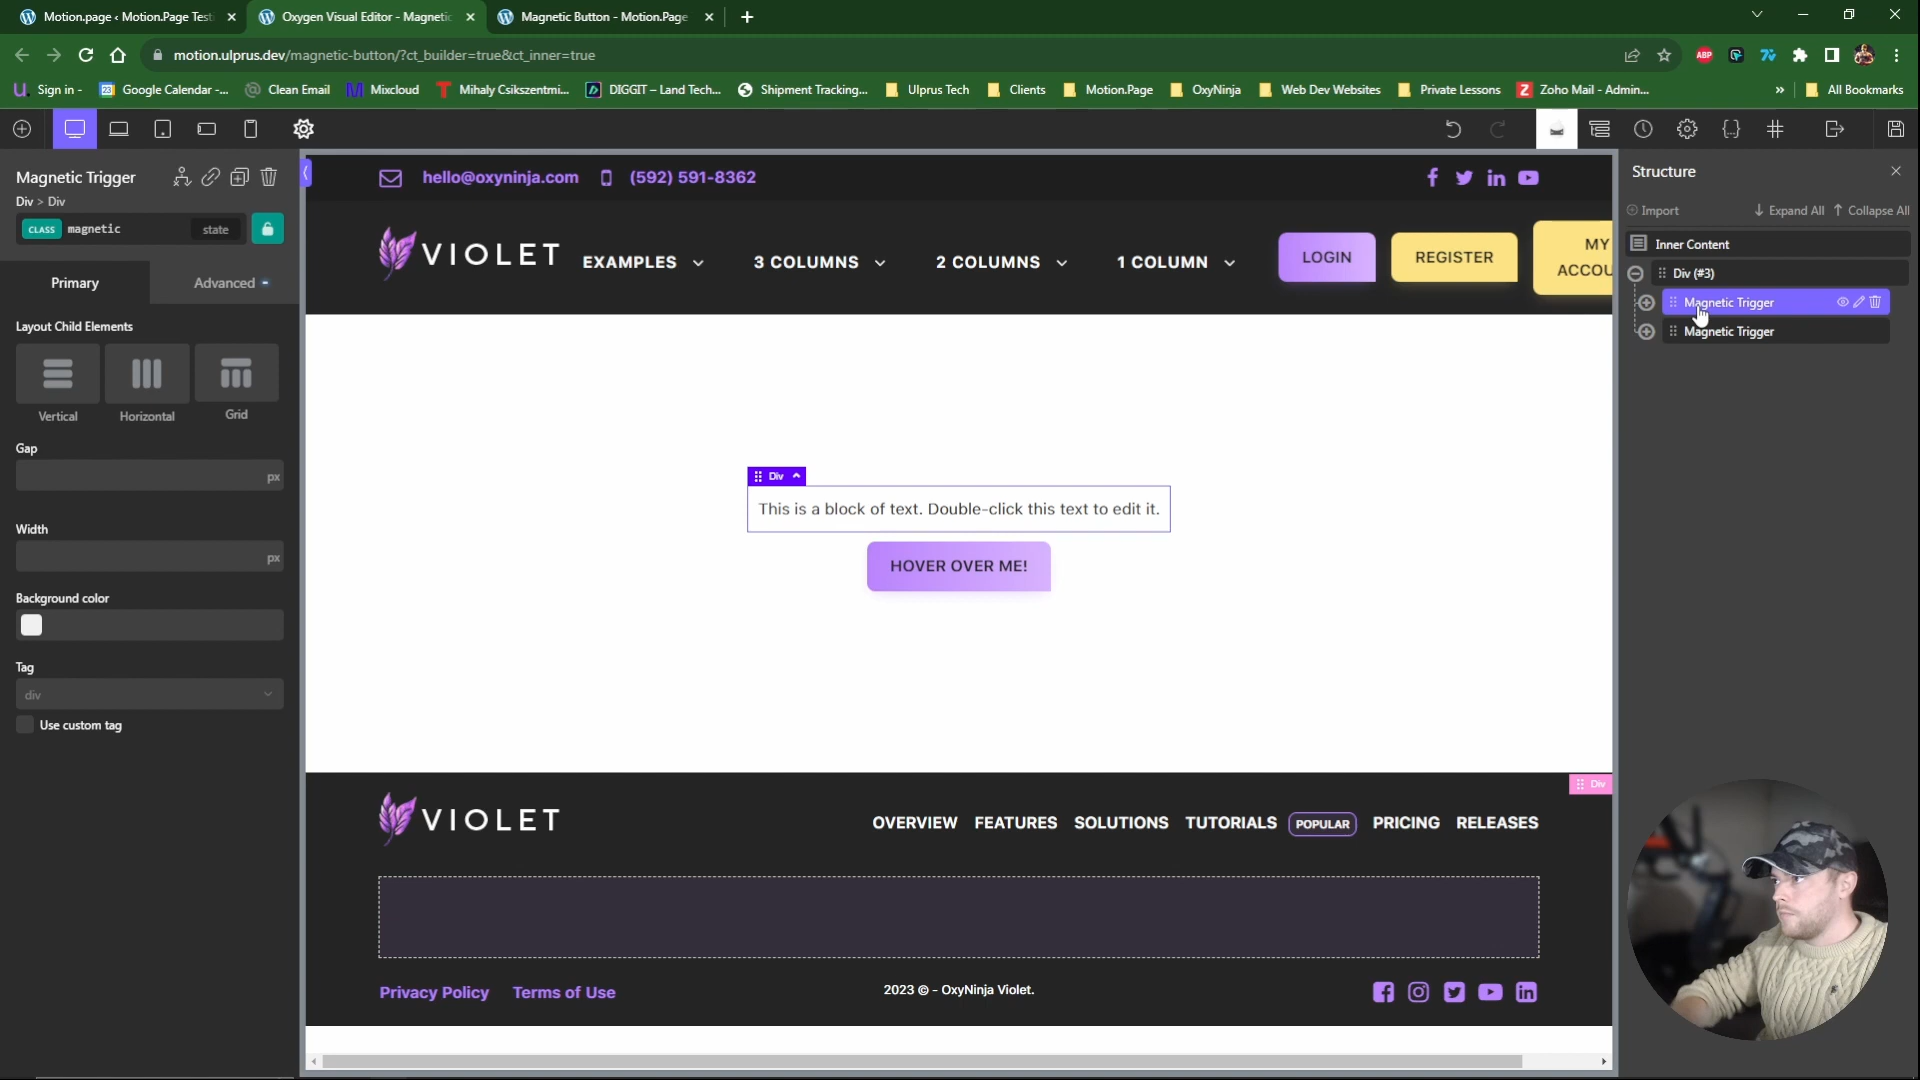 Motion.page ‹ Motion.Page Test
Oxygen Visual Editor - Magnetic
Magnetic Button - Motion.Page
motion.ulprus.dev/magnetic-button/?ct_builder=true&ct_inner=true
Sign in -
Google Calendar -...
Clean Email
Mixcloud
Mihaly Csikszentmi...
DIGGIT – Land Tech...
Shipment Tracking...
Ulprus Tech
Clients
Motion.Page
OxyNinja
Web Dev Websites
Private Lessons
Zoho Mail - Admin...
»
All Bookmarks
Magnetic Trigger
Div > Div
CLASS magnetic state
Primary
Advanced
Layout Child Elements
Vertical
Horizontal
Grid
Gap
px
Width
px
Background color
Tag
div
Use custom tag
hello@oxyninja.com
(592) 591-8362
VIOLET
EXAMPLES
3 COLUMNS
2 COLUMNS
1 COLUMN
LOGIN
REGISTER
MY
ACCOU
Div
This is a block of text. Double-click this text to edit it.
HOVER OVER ME!
Div
VIOLET
OVERVIEW
FEATURES
SOLUTIONS
TUTORIALS
POPULAR
PRICING
RELEASES
Privacy Policy
Terms of Use
2023 © - OxyNinja Violet.
Structure
Import
Expand All
Collapse All
Inner Content
Div (#3)
Magnetic Trigger
Magnetic Trigger